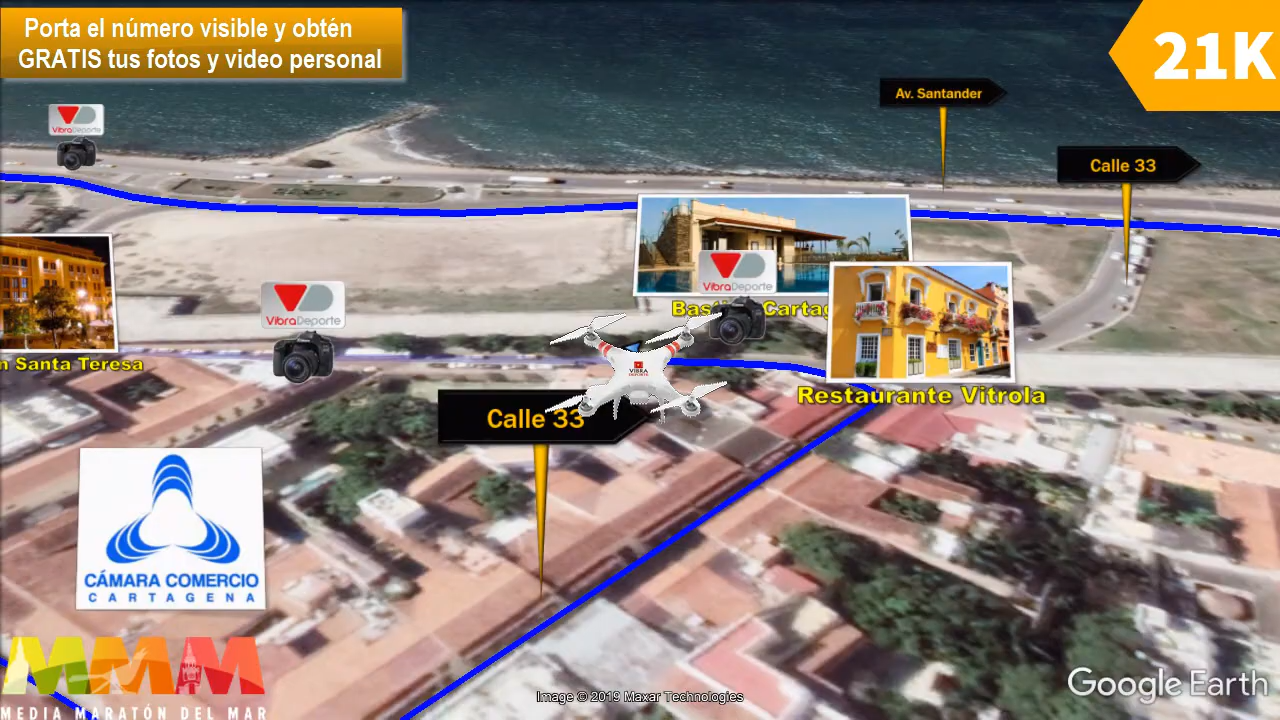 Porta el número visible y obtén
GRATIS tus fotos y video personal
21K
Av. Santander
VibraDeporte
Calle 33
VibraDeporte
VibraDeporte
Santa Teresa
Restaurante Vitrola
VIBRA
DEPORTE
Calle 33
CÁMARA COMERCIO
CARTAGENA
MMM
MEDIA MARATÓN DEL MAR
Image © 2019 Maxar Technologies
Google Earth